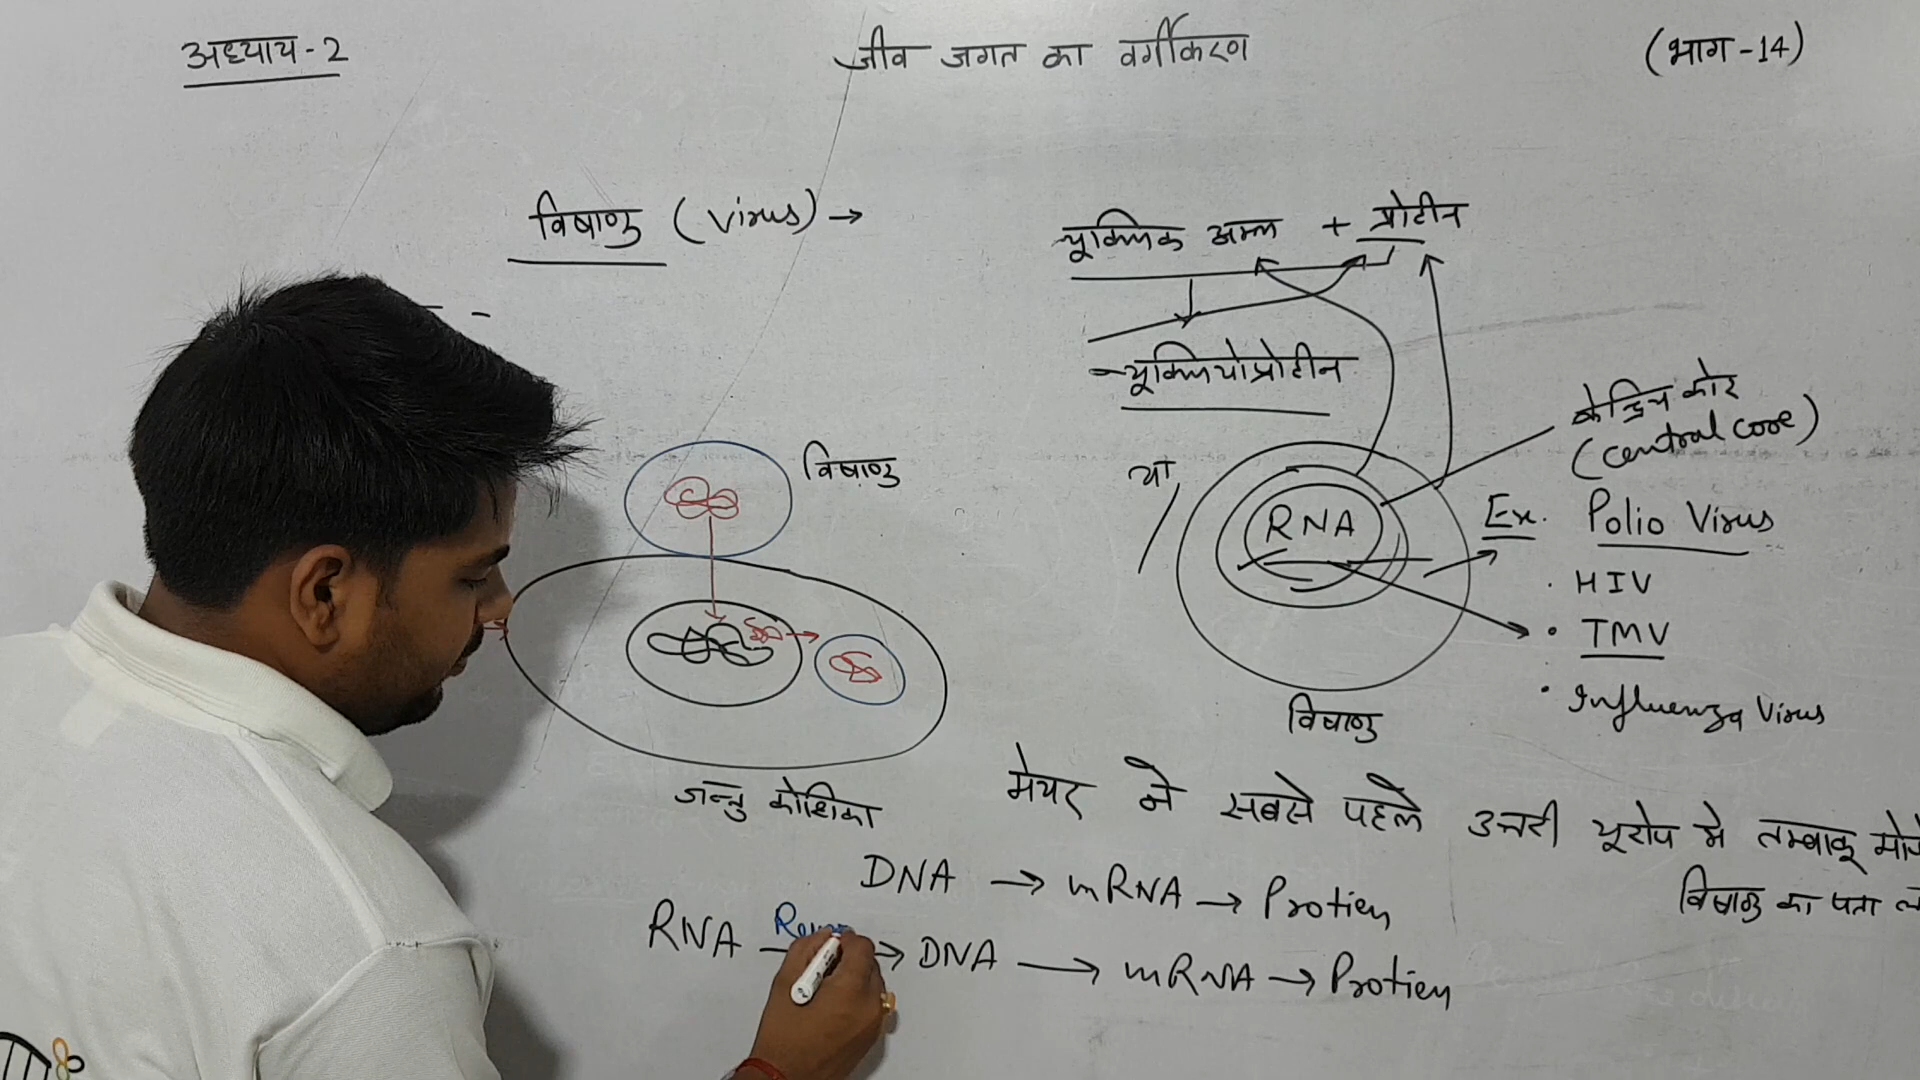 अध्याय-2
जीव जगत का वर्गीकरण
(भाग-14)
विषाणु (Virus) →
न्यूक्लिक अम्ल + प्रोटीन
न्यूक्लियोप्रोटीन
केन्द्रिय कोर
(central core)
विषाणु
या
RNA
Ex. Polio Virus
• HIV
• TMV
• Influenza Virus
विषाणु
जन्तु कोशिका
मेयर ने सबसे पहले उत्तरी यूरोप मे तम्बाकू
विषाणु का पता
DNA → mRNA → Protien
RNA → DNA → mRNA → Protien